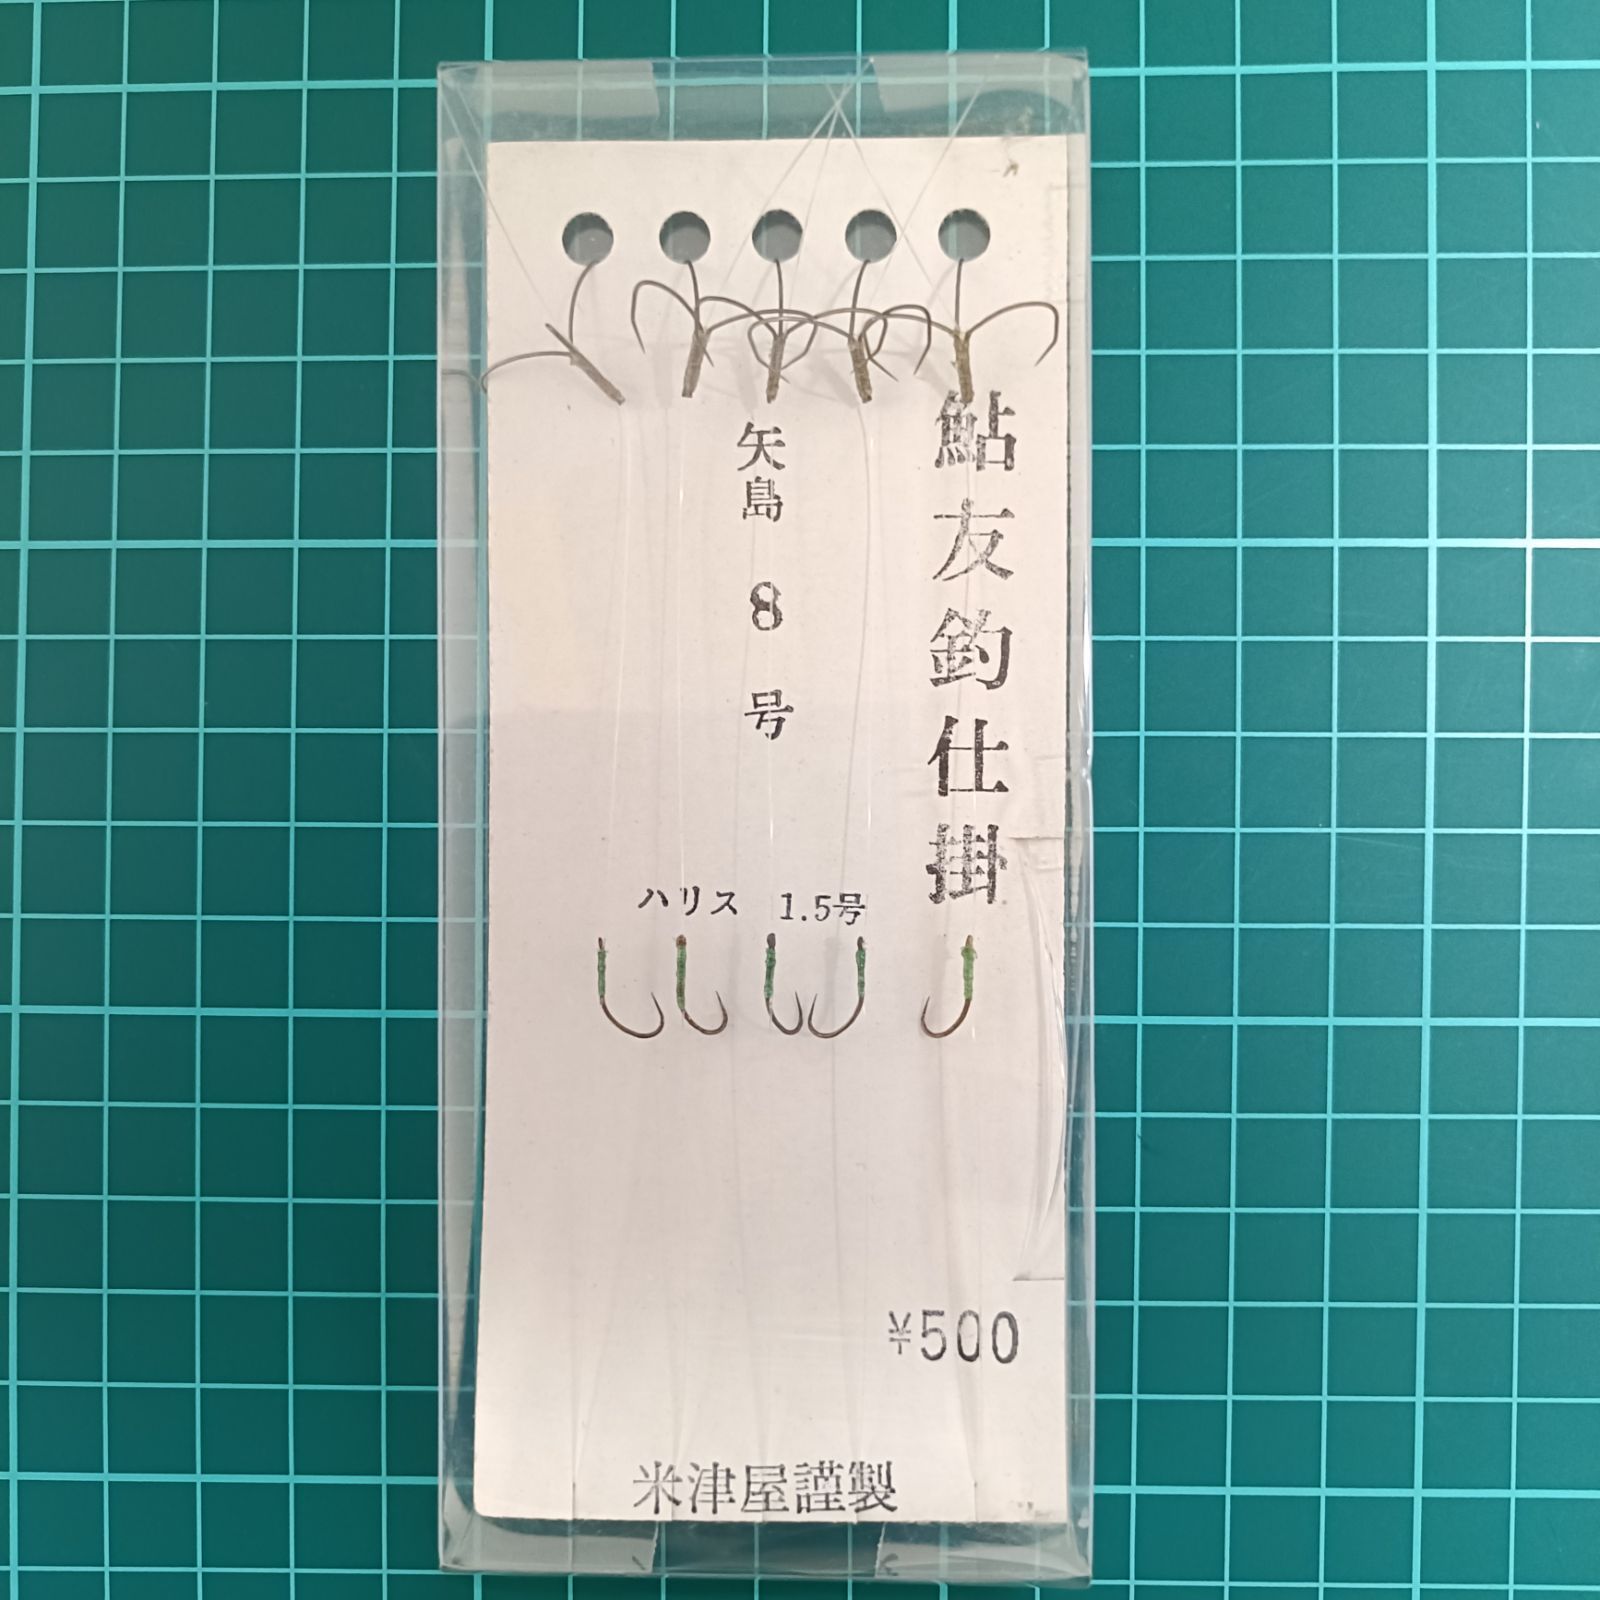 鮎友釣仕掛
矢島 8号
ハリス 1.5号
¥500
米津屋謹製